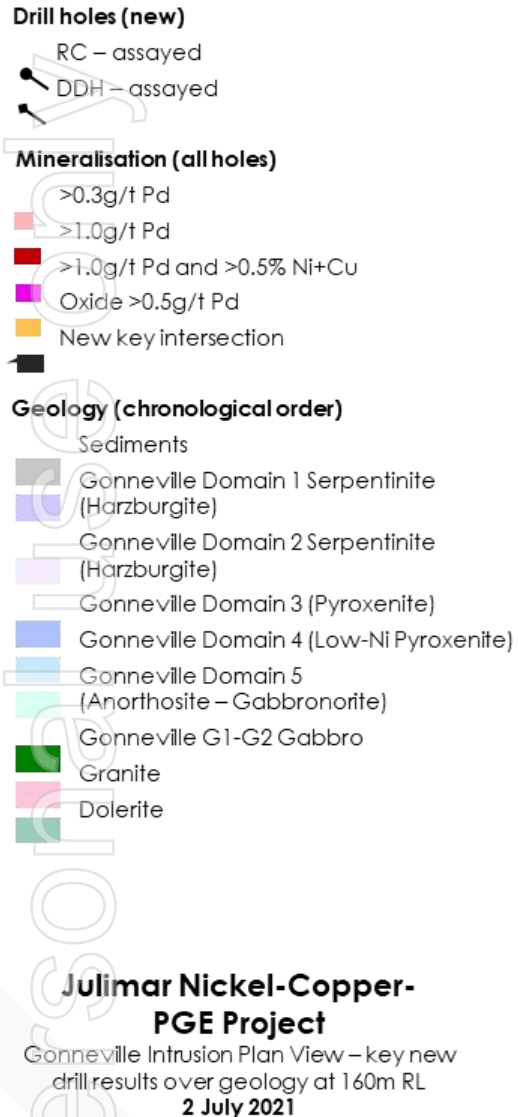 Drill holes (new)
RC – assayed
DDH – assayed
Mineralisation (all holes)
>0.3g/t Pd
>1.0g/t Pd
>1.0g/t Pd and >0.5% Ni+Cu
Oxide >0.5g/t Pd
New key intersection
Geology (chronological order)
Sediments
Gonneville Domain 1 Serpentinite
(Harzburgite)
Gonneville Domain 2 Serpentinite
(Harzburgite)
Gonneville Domain 3 (Pyroxenite)
Gonneville Domain 4 (Low-Ni Pyroxenite)
Gonneville Domain 5
(Anorthosite – Gabbronorite)
Gonneville G1-G2 Gabbro
Granite
Dolerite
Julimar Nickel-Copper-
PGE Project
Gonneville Intrusion Plan View – key new
drill results over geology at 160m RL
2 July 2021
ersonal use only